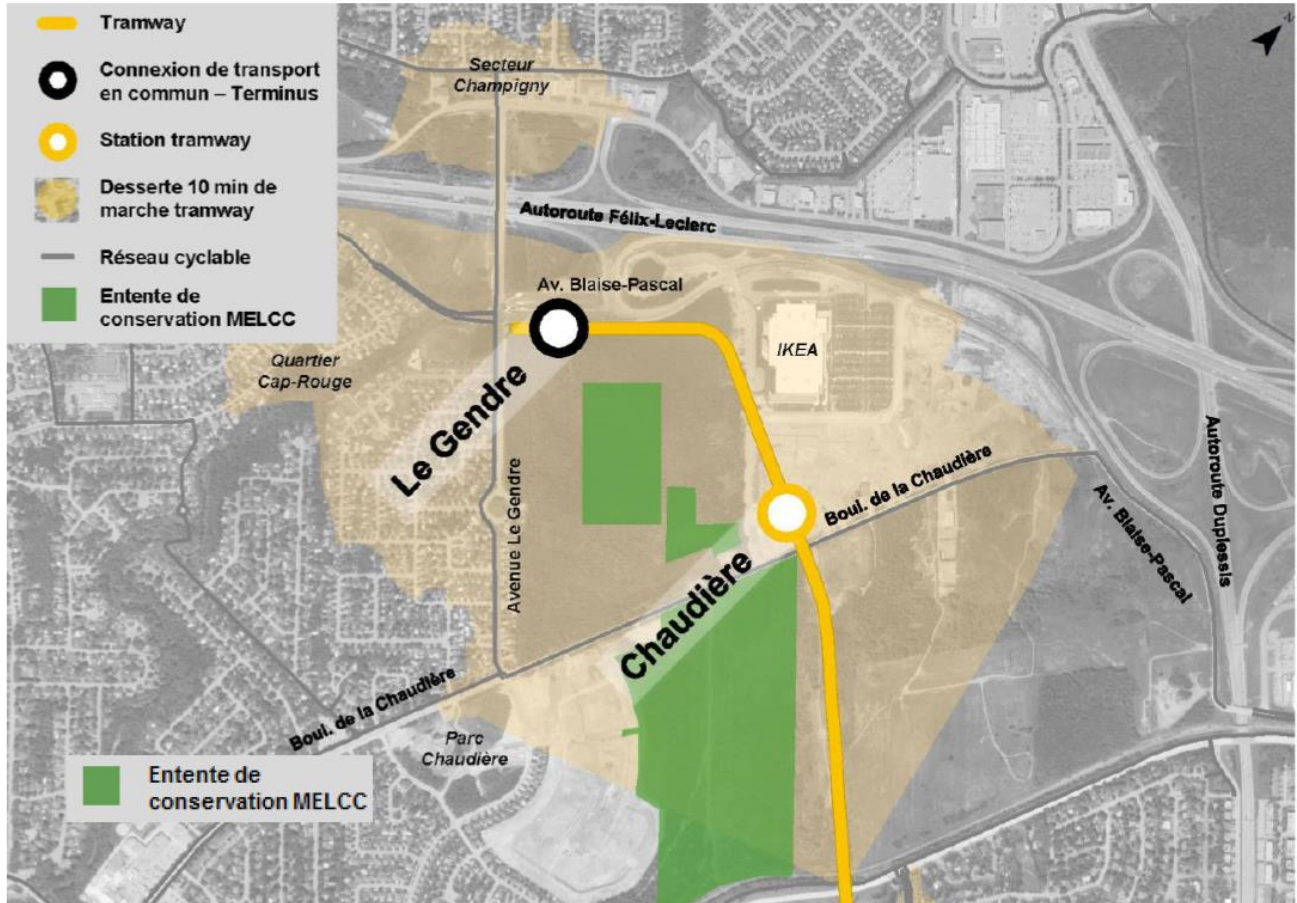 Tramway
Connexion de transport
en commun – Terminus
Station tramway
Desserte 10 min de
marche tramway
Réseau cyclable
Entente de
conservation MELCC
Secteur
Champigny
Autoroute Félix-Leclerc
Av. Blaise-Pascal
IKEA
Quartier
Cap-Rouge
Le Gendre
Avenue Le Gendre
Boul. de la Chaudière
Chaudière
Av. Blaise-Pascal
Autoroute Duplessis
Boul. de la Chaudière
Parc
Chaudière
Entente de
conservation MELCC